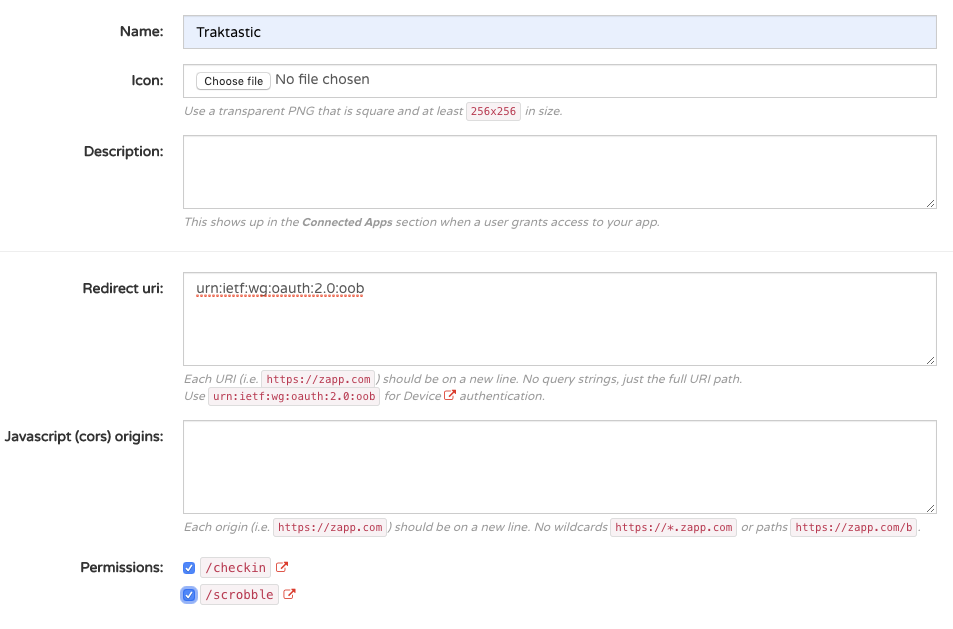 Name: Traktastic
Icon: Choose file No file chosen
Use a transparent PNG that is square and at least 256x256 in size.
Description:
This shows up in the Connected Apps section when a user grants access to your app.
Redirect uri: urn:ietf:wg:oauth:2.0:oob
Each URI (i.e. https://zapp.com ) should be on a new line. No query strings, just the full URI path.
Use urn:ietf:wg:oauth:2.0:oob for Device authentication.
Javascript (cors) origins:
Each origin (i.e. https://zapp.com ) should be on a new line. No wildcards https://*.zapp.com or paths https://zapp.com/b .
Permissions: /checkin
/scrobble